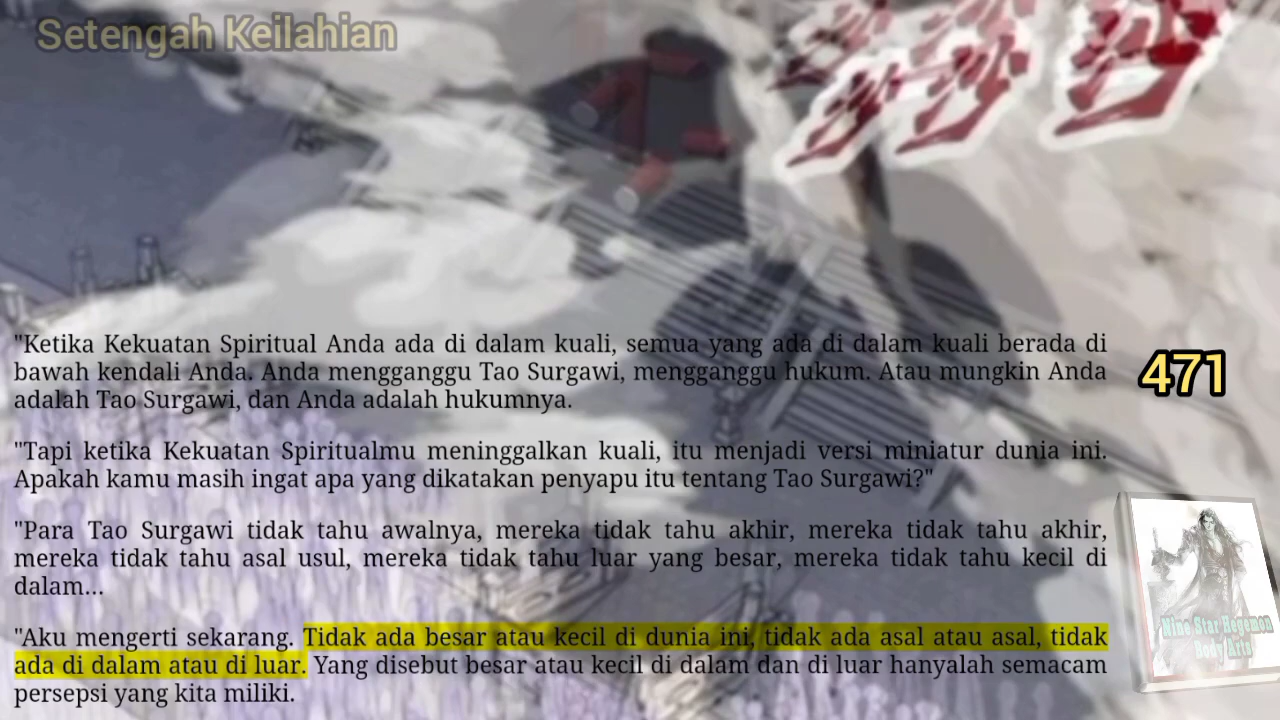 Setengah Keilahian
沙沙沙沙沙
"Ketika Kekuatan Spiritual Anda ada di dalam kuali, semua yang ada di dalam kuali berada di
bawah kendali Anda. Anda mengganggu Tao Surgawi, mengganggu hukum. Atau mungkin Anda
adalah Tao Surgawi, dan Anda adalah hukumnya.
471
"Tapi ketika Kekuatan Spiritualmu meninggalkan kuali, itu menjadi versi miniatur dunia ini.
Apakah kamu masih ingat apa yang dikatakan penyapu itu tentang Tao Surgawi?"
"Para Tao Surgawi tidak tahu awalnya, mereka tidak tahu akhir, mereka tidak tahu akhir,
mereka tidak tahu asal usul, mereka tidak tahu luar yang besar, mereka tidak tahu kecil di
dalam...
"Aku mengerti sekarang. Tidak ada besar atau kecil di dunia ini, tidak ada asal atau asal, tidak
ada di dalam atau di luar. Yang disebut besar atau kecil di dalam dan di luar hanyalah semacam
persepsi yang kita miliki.
Nine Star Hegemon
Body Arts